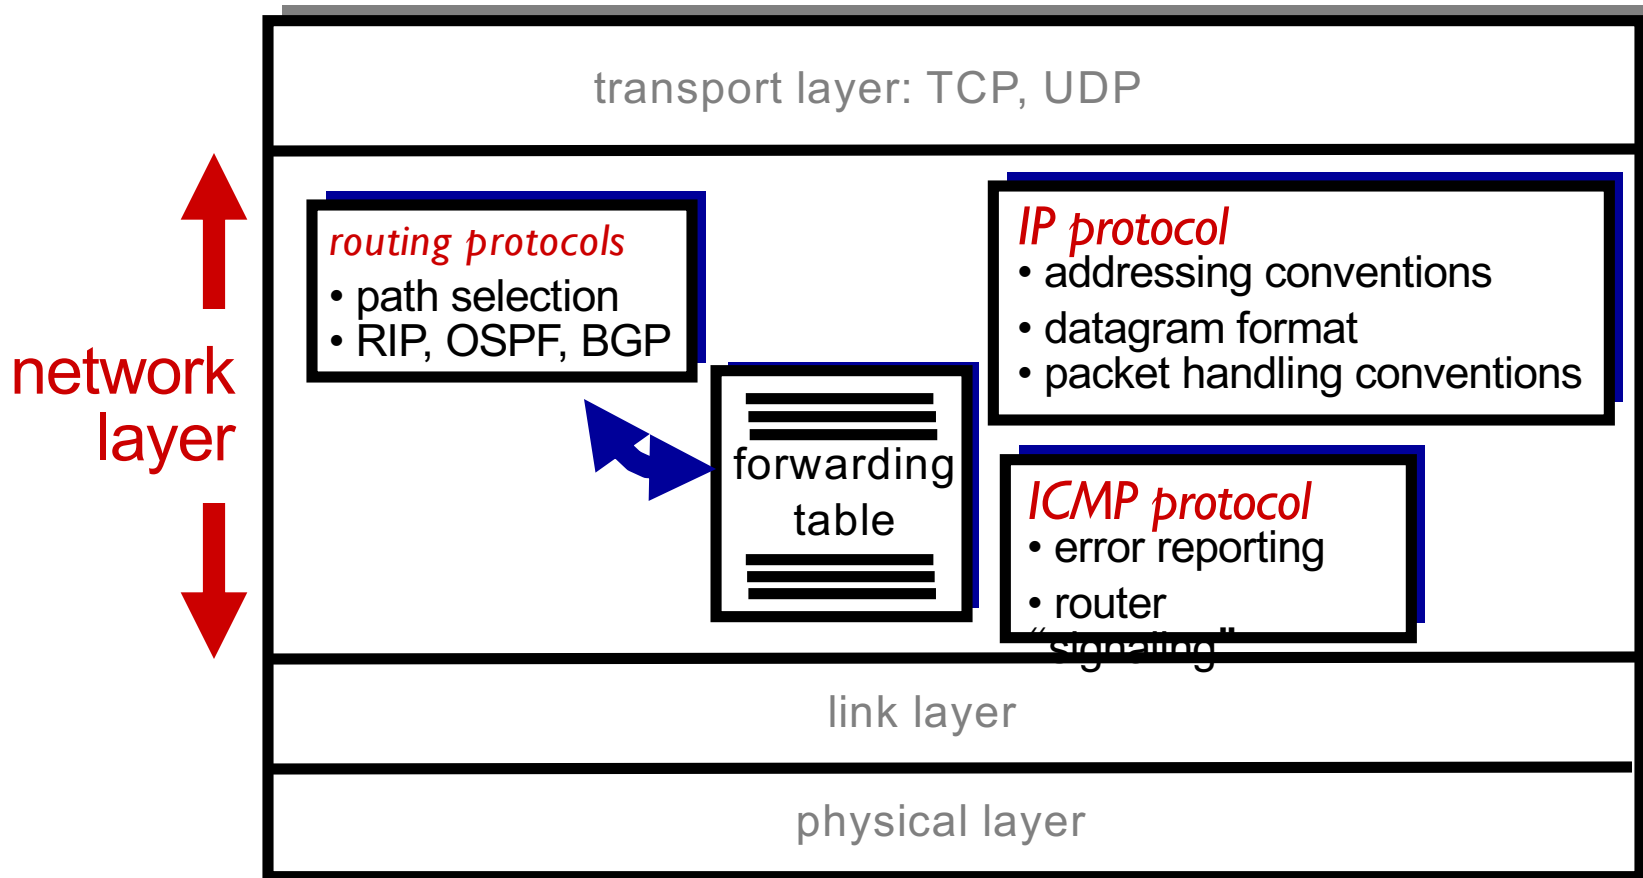 transport layer: TCP, UDP
network
layer
routing protocols
• path selection
• RIP, OSPF, BGP
forwarding
table
IP protocol
• addressing conventions
• datagram format
• packet handling conventions
ICMP protocol
• error reporting
• router
“signaling"
link layer
physical layer